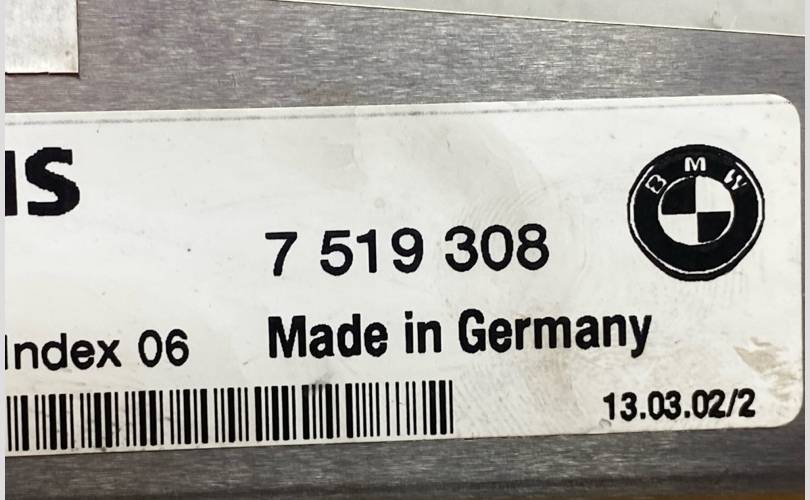 BMW
7 519 308
Index 06
Made in Germany
13.03.02/2